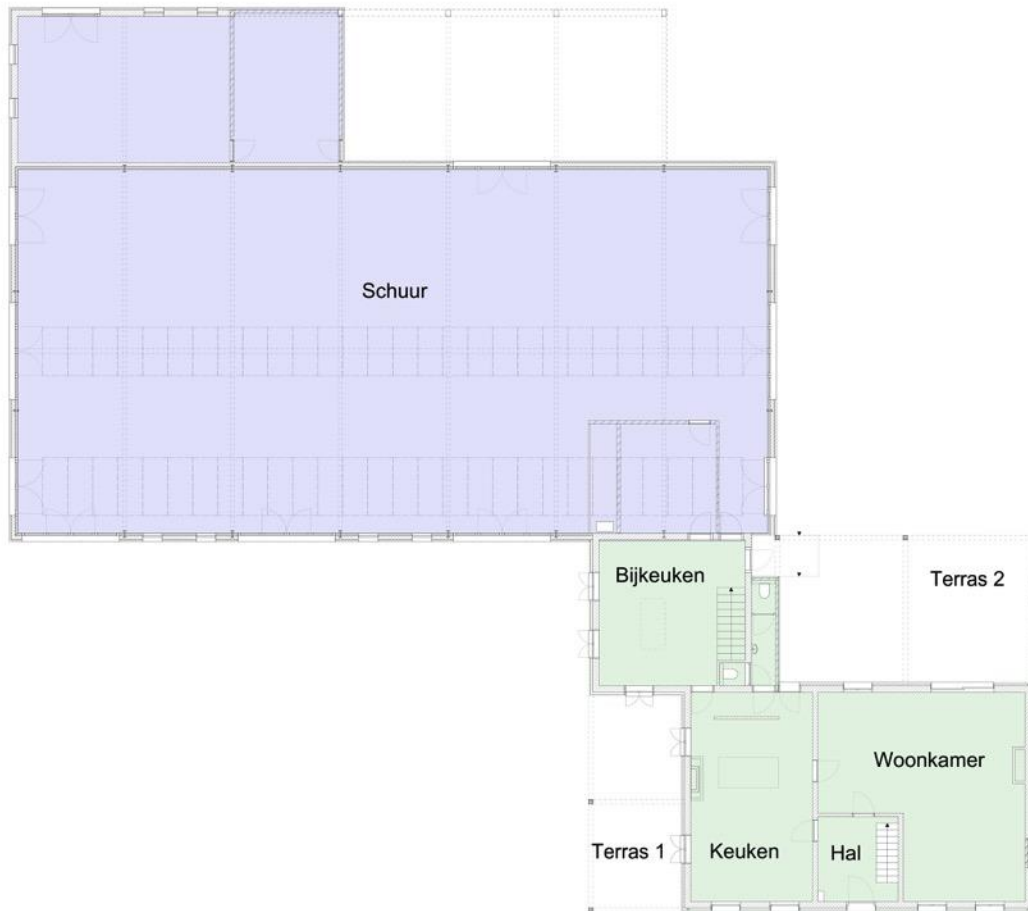 Schuur
Bijkeuken
Terras 2
Woonkamer
Terras 1
Keuken
Hal